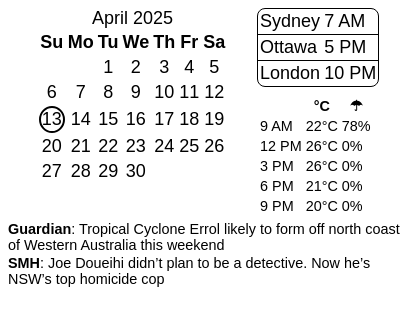 April 2025
Su Mo Tu We Th Fr Sa
1 2 3 4 5
6 7 8 9 10 11 12
13 14 15 16 17 18 19
20 21 22 23 24 25 26
27 28 29 30
Sydney 7 AM
Ottawa 5 PM
London 10 PM
°C ☂
9 AM 22°C 78%
12 PM 26°C 0%
3 PM 26°C 0%
6 PM 21°C 0%
9 PM 20°C 0%
Guardian: Tropical Cyclone Errol likely to form off north coast
of Western Australia this weekend
SMH: Joe Doueihi didn’t plan to be a detective. Now he’s
NSW’s top homicide cop